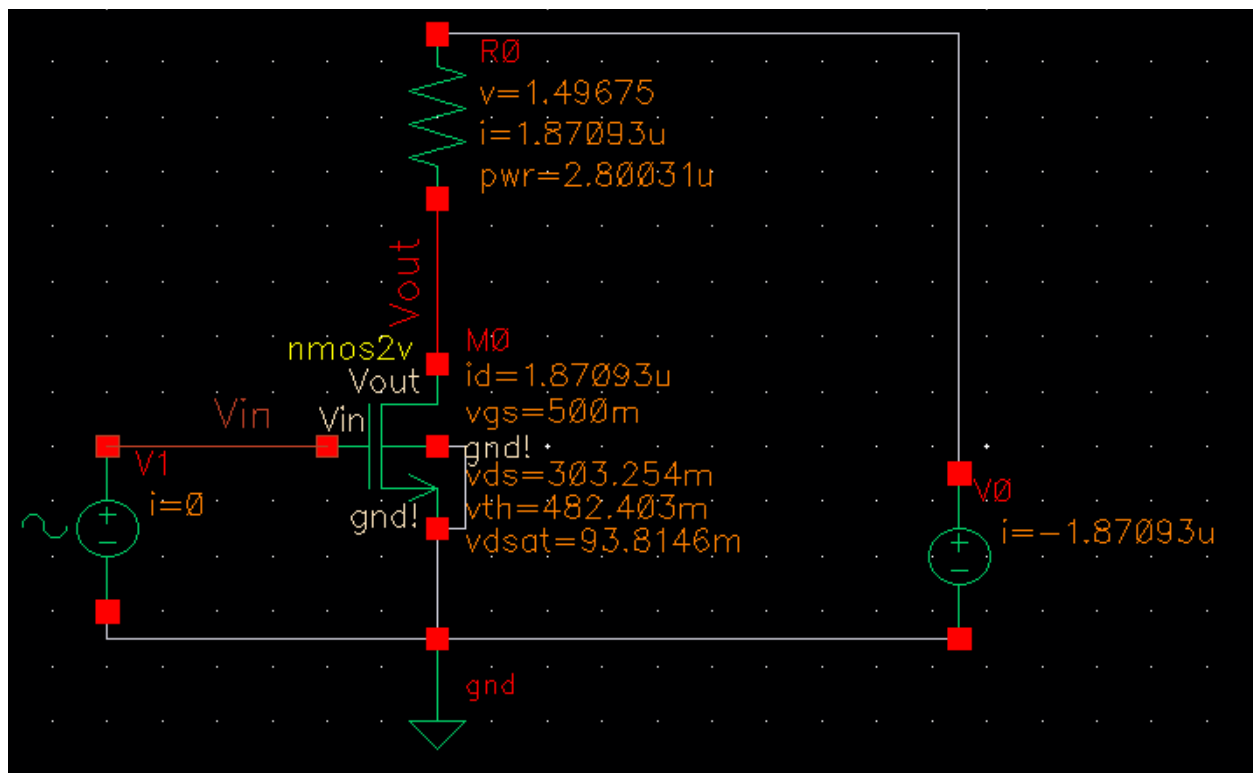 R0
v=1.49675
i=1.87093u
pwr=2.80031u
Vout
nmos2v
M0
Vout
id=1.87093u
Vin
Vin
vgs=500m
gnd!
V1
vds=303.254m
V0
i=0
gnd!
vth=482.403m
vdsat=93.8146m
i=-1.87093u
gnd